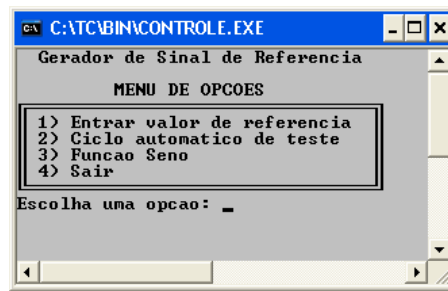 C:\TC\BIN\CONTROLE.EXE
Gerador de Sinal de Referencia
MENU DE OPCOES
1) Entrar valor de referencia
2) Ciclo automatico de teste
3) Funcao Seno
4) Sair
Escolha uma opcao: _